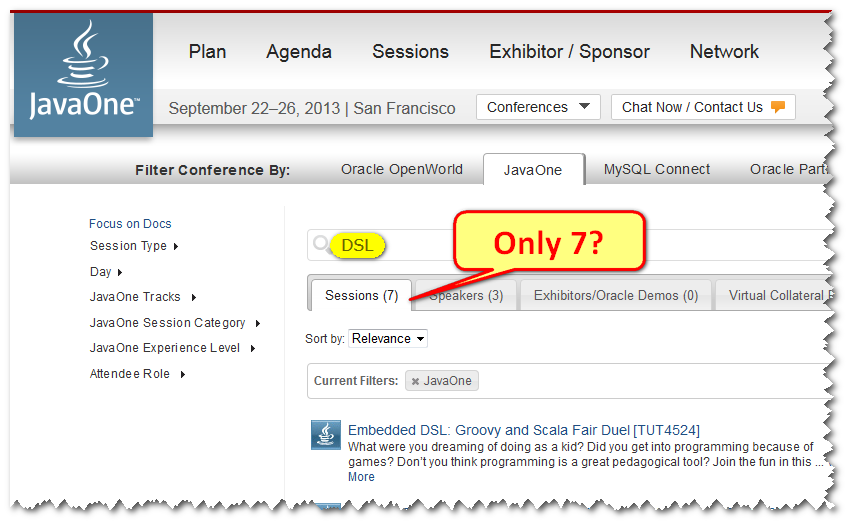 JavaOne™
Plan Agenda Sessions Exhibitor / Sponsor Network
September 22–26, 2013 | San Francisco Conferences Chat Now / Contact Us
Filter Conference By: Oracle OpenWorld JavaOne MySQL Connect Oracle
Focus on Docs
Session Type
Day
JavaOne Tracks
JavaOne Session Category
JavaOne Experience Level
Attendee Role
DSL
Only 7?
Sessions (7) Speakers (3) Exhibitors/Oracle Demos (0) Virtual Collateral
Sort by: Relevance
Current Filters: JavaOne
Embedded DSL: Groovy and Scala Fair Duel [TUT4524]
What were you dreaming of doing as a kid? Did you get into programming because of
games? Don't you think programming is a great pedagogical tool? Join the fun in this ...
More